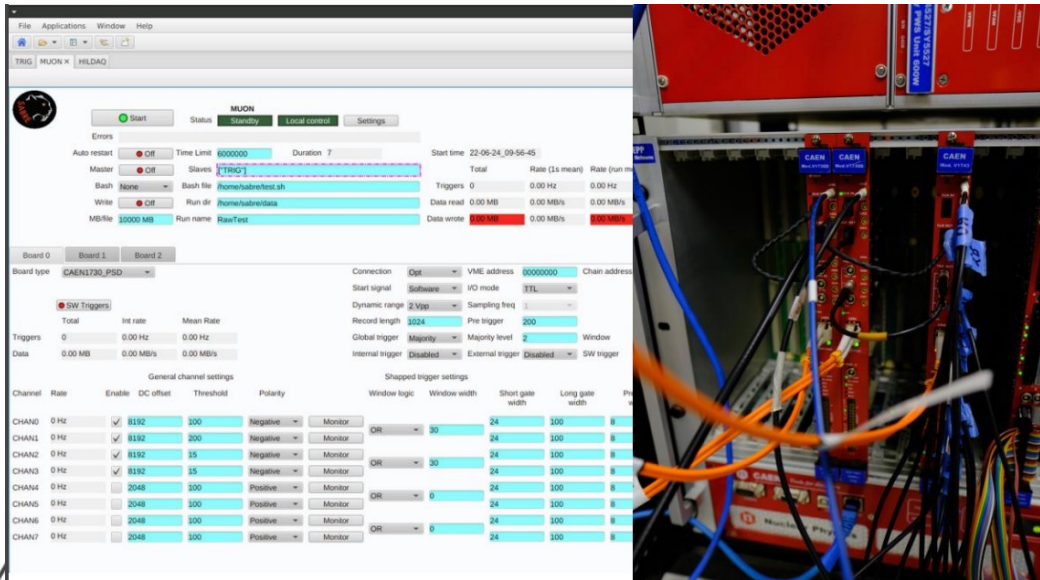 File Applications Window Help
TRIG MUON × HILDAQ
SABRE
MUON
Start Status Standby Local control Settings
Errors
Auto restart Off Time Limit 6000000 Duration 7 Start time 22-06-24_09-56-45
Master Off Slaves ["TRIG"] Total Rate (1s mean) Rate (run me
Bash None Bash file /home/sabre/test.sh Triggers 0 0.00 Hz 0.00 Hz
Write Off Run dir /home/sabre/data Data read 0.00 MB 0.00 MB/s 0.00 MB/s
MB/file 10000 MB Run name RawTest Data wrote 0.00 MB 0.00 MB/s 0.00 MB/s
Board 0 Board 1 Board 2
Board type CAEN1730_PSD Connection Opt VME address 00000000 Chain address
Start signal Software I/O mode TTL
SW Triggers Dynamic range 2 Vpp Sampling freq 1
Total Int rate Mean Rate Record length 1024 Pre trigger 200
Triggers 0 0.00 Hz 0.00 Hz Global trigger Majority Majority level 2 Window
Data 0.00 MB 0.00 MB/s 0.00 MB/s Internal trigger Disabled External trigger Disabled SW trigger
General channel settings Shapped trigger settings
Channel Rate Enable DC offset Threshold Polarity Window logic Window width Short gate width Long gate width
CHAN0 0 Hz 8192 100 Negative Monitor OR 30 24 100 8
CHAN1 0 Hz 8192 200 Negative Monitor 24 100 8
CHAN2 0 Hz 8192 15 Negative Monitor OR 30 24 100 8
CHAN3 0 Hz 8192 15 Negative Monitor 24 100 8
CHAN4 0 Hz 2048 100 Positive Monitor OR 0 24 100 8
CHAN5 0 Hz 2048 100 Positive Monitor 24 100 8
CHAN6 0 Hz 2048 100 Positive Monitor OR 0 24 100 8
CHAN7 0 Hz 2048 100 Positive Monitor 24 100 8
PWS Unit 600W
CAEN
CAEN
CAEN
Mod. V1743
CAEN Tools for
Nuclear Physics